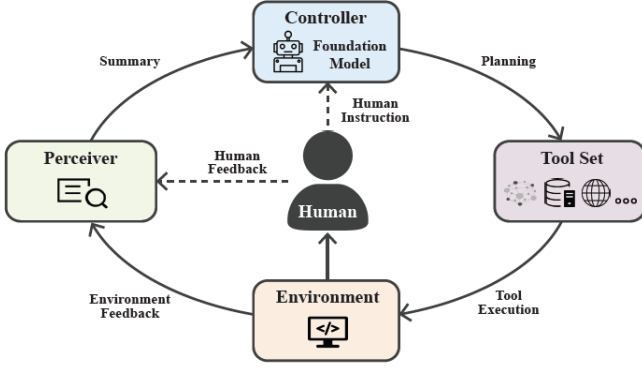 Controller
Foundation
Model
Summary
Planning
Human
Instruction
Perceiver
Human
Feedback
Tool Set
Human
Environment
</>
Environment
Feedback
Tool
Execution